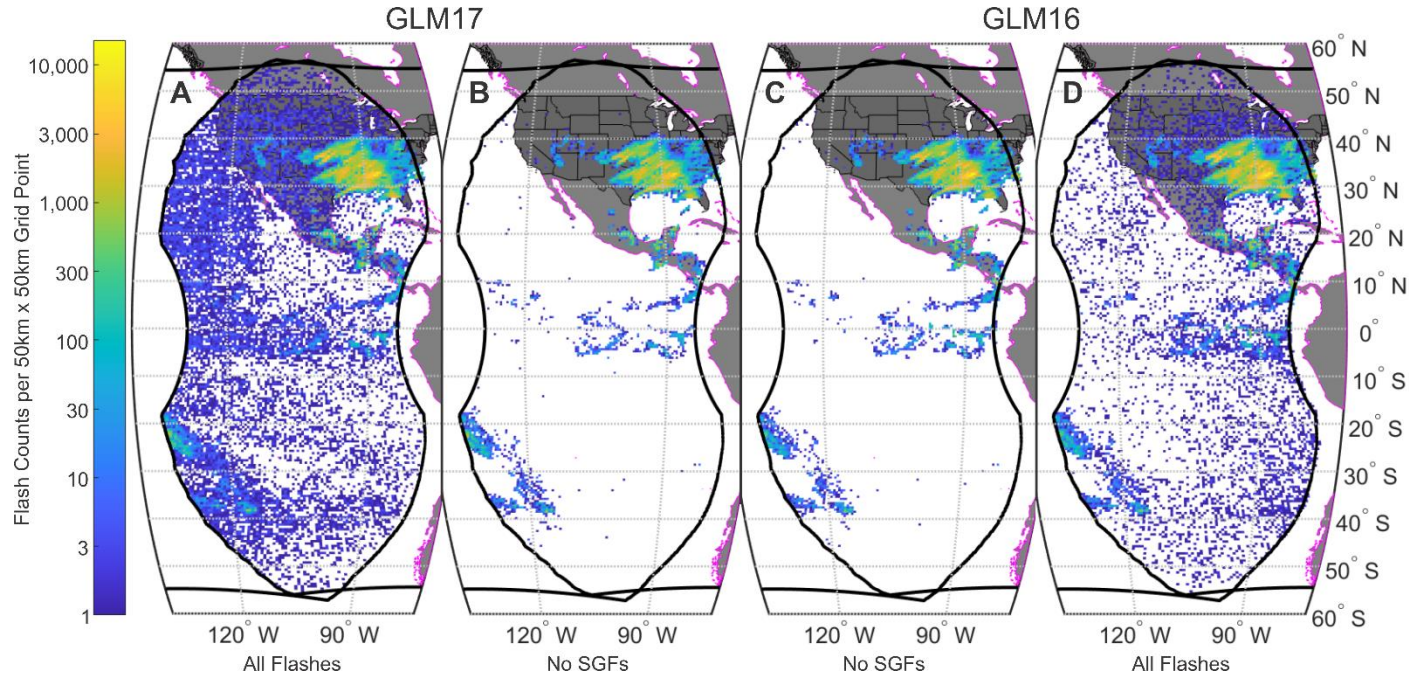 GLM17
GLM16
Flash Counts per 50km x 50km Grid Point
10,000
3,000
1,000
300
100
30
10
3
1
A
B
C
D
60° N
50° N
40° N
30° N
20° N
10° N
0°
10° S
20° S
30° S
40° S
50° S
60° S
120° W 90° W
120° W 90° W
120° W 90° W
120° W 90° W
All Flashes
No SGFs
No SGFs
All Flashes